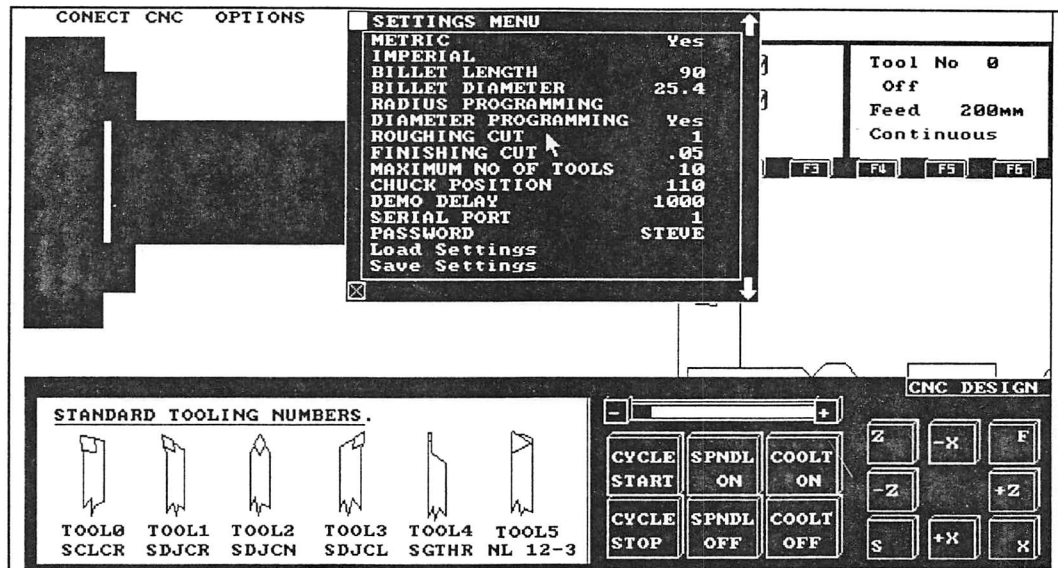 CONECT CNC OPTIONS
SETTINGS MENU
METRIC Yes
IMPERIAL
BILLET LENGTH 90
BILLET DIAMETER 25.4
RADIUS PROGRAMMING
DIAMETER PROGRAMMING Yes
ROUGHING CUT 1
FINISHING CUT .05
MAXIMUM NO OF TOOLS 10
CHUCK POSITION 110
DEMO DELAY 1000
SERIAL PORT 1
PASSWORD STEVE
Load Settings
Save Settings
Tool No 0
Off
Feed 200MM
Continuous
F3 F4 F5 F6
CNC DESIGN
STANDARD TOOLING NUMBERS.
TOOL0 TOOL1 TOOL2 TOOL3 TOOL4 TOOL5
SCLCR SDJCR SDJCN SDJCL SGTHR NL 12-3
- +
CYCLE START SPNDL ON COOLT ON
CYCLE STOP SPNDL OFF COOLT OFF
Z -X F
-Z +Z
S +X X